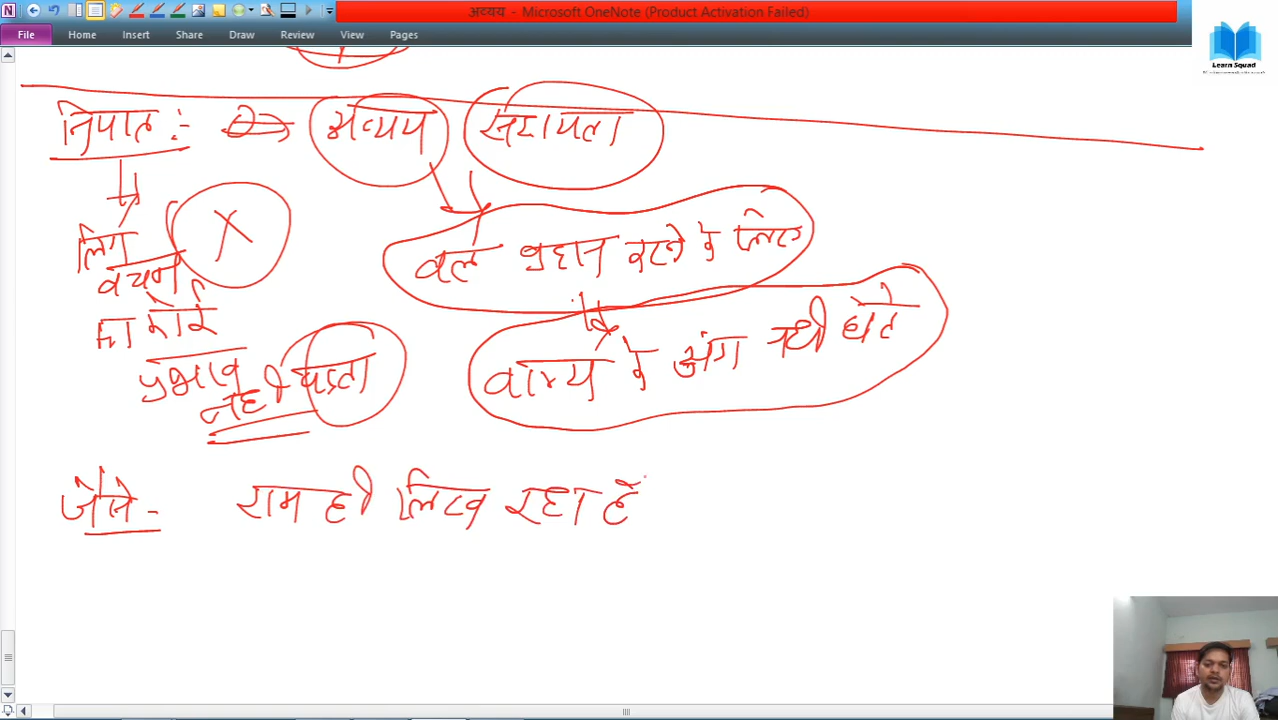 अव्यय - Microsoft OneNote (Product Activation Failed)
File Home Insert Share Draw Review View Pages
Learn Squad
निपात :- अव्यय सहायता
लिंग
वचन
का कोई
प्रभाव
नही पड़ता
बल प्रदान करने के लिए
वाक्य के अंग नही होते
जैसे - राम ही लिख रहा है